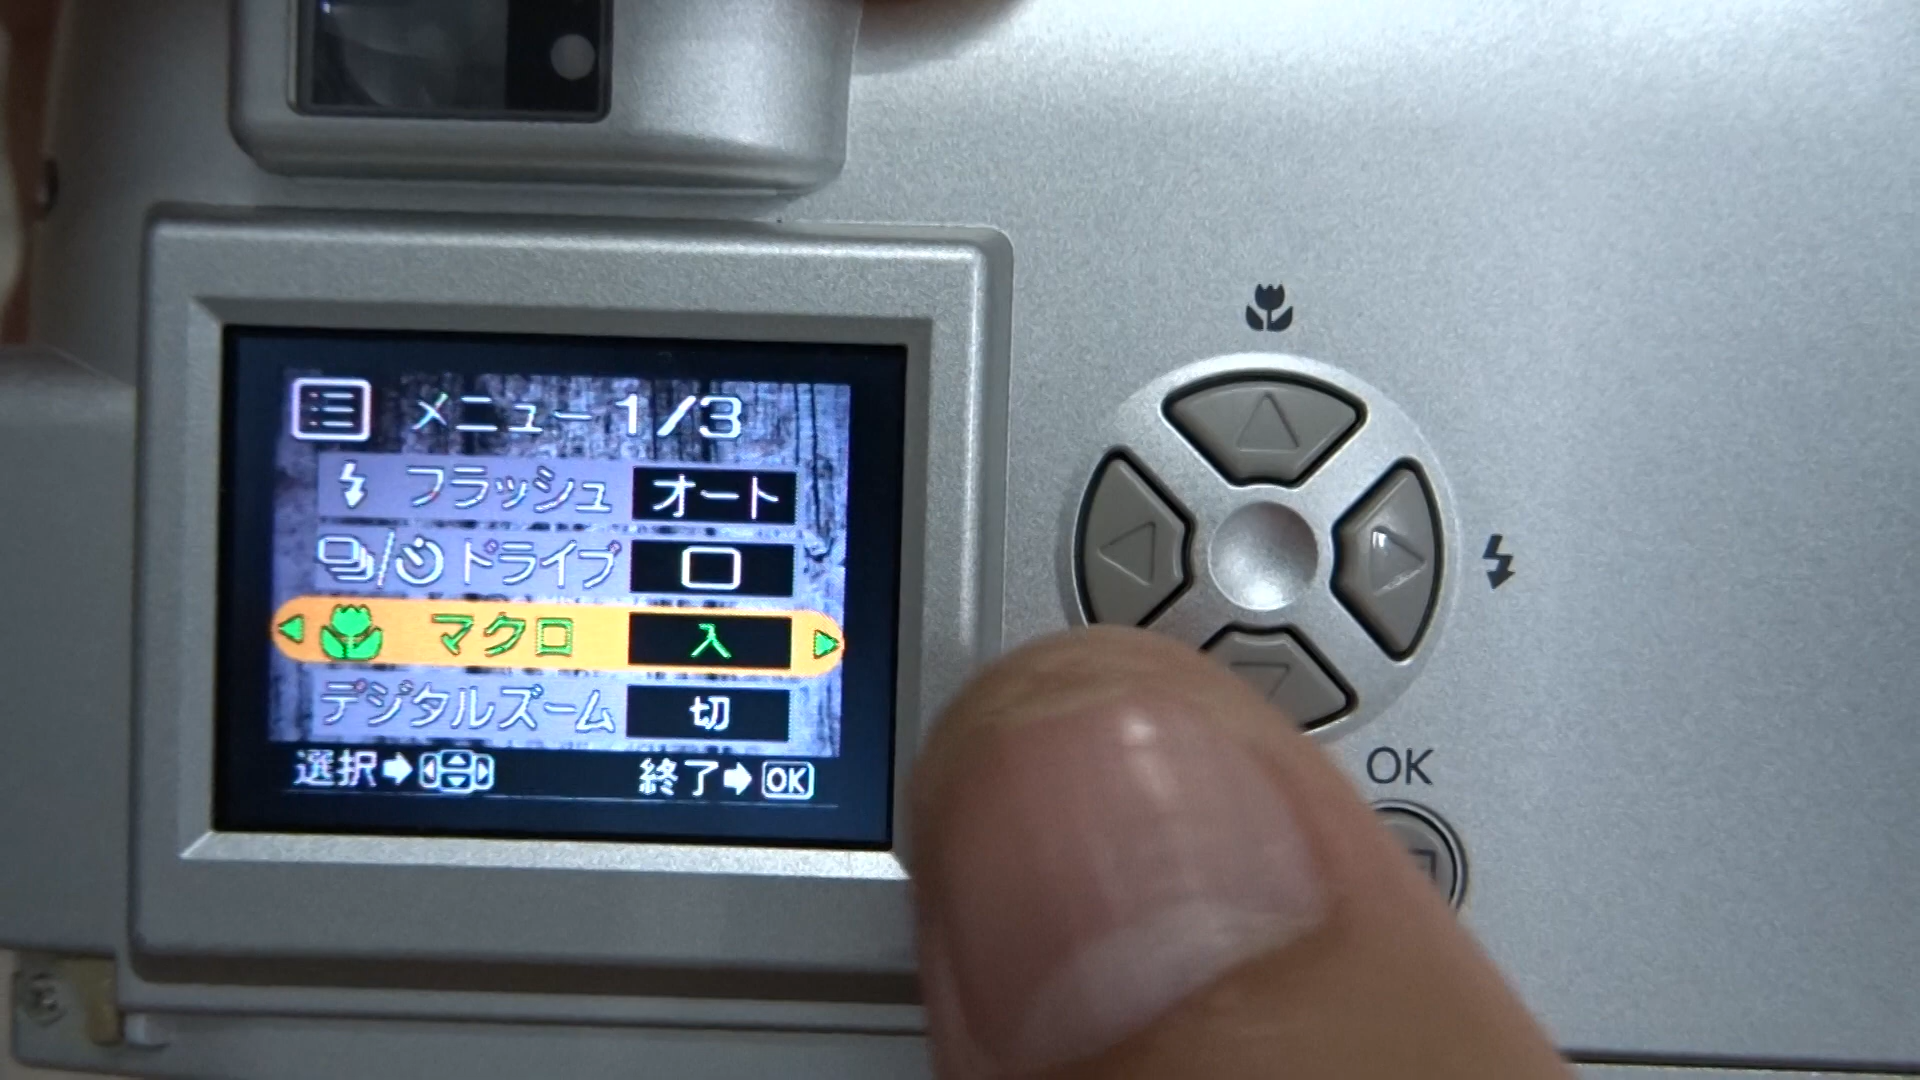 メニュー 1/3
フラッシュ オート
ドライブ
マクロ 入
デジタルズーム 切
選択 終了 OK
OK